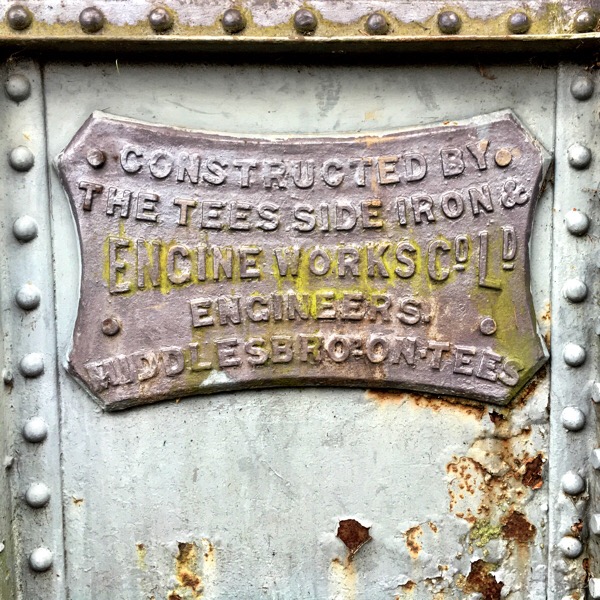 CONSTRUCTED BY
THE TEES SIDE IRON &
ENGINE WORKS Cº Lᴰ
ENGINEERS.
MIDDLESBRO:ON·TEES